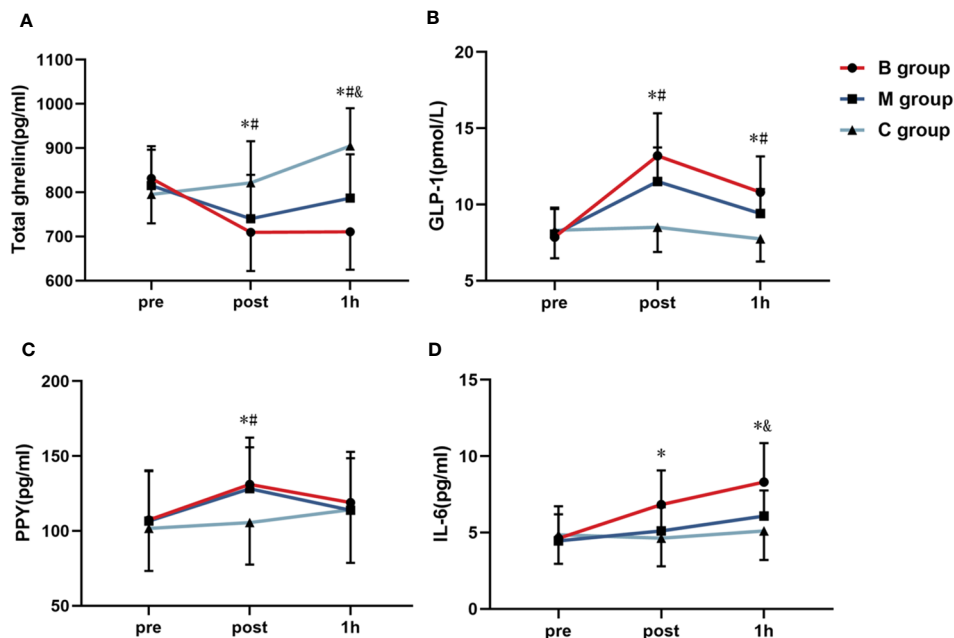 A
Total ghrelin(pg/ml)
1100
1000
900
800
700
600
*#
*#&
pre post 1h
B
GLP-1(pmol/L)
20
15
10
5
*#
*#
pre post 1h
B group
M group
C group
C
PPY(pg/ml)
200
150
100
50
*#
pre post 1h
D
IL-6(pg/ml)
15
10
5
0
*
*&
pre post 1h